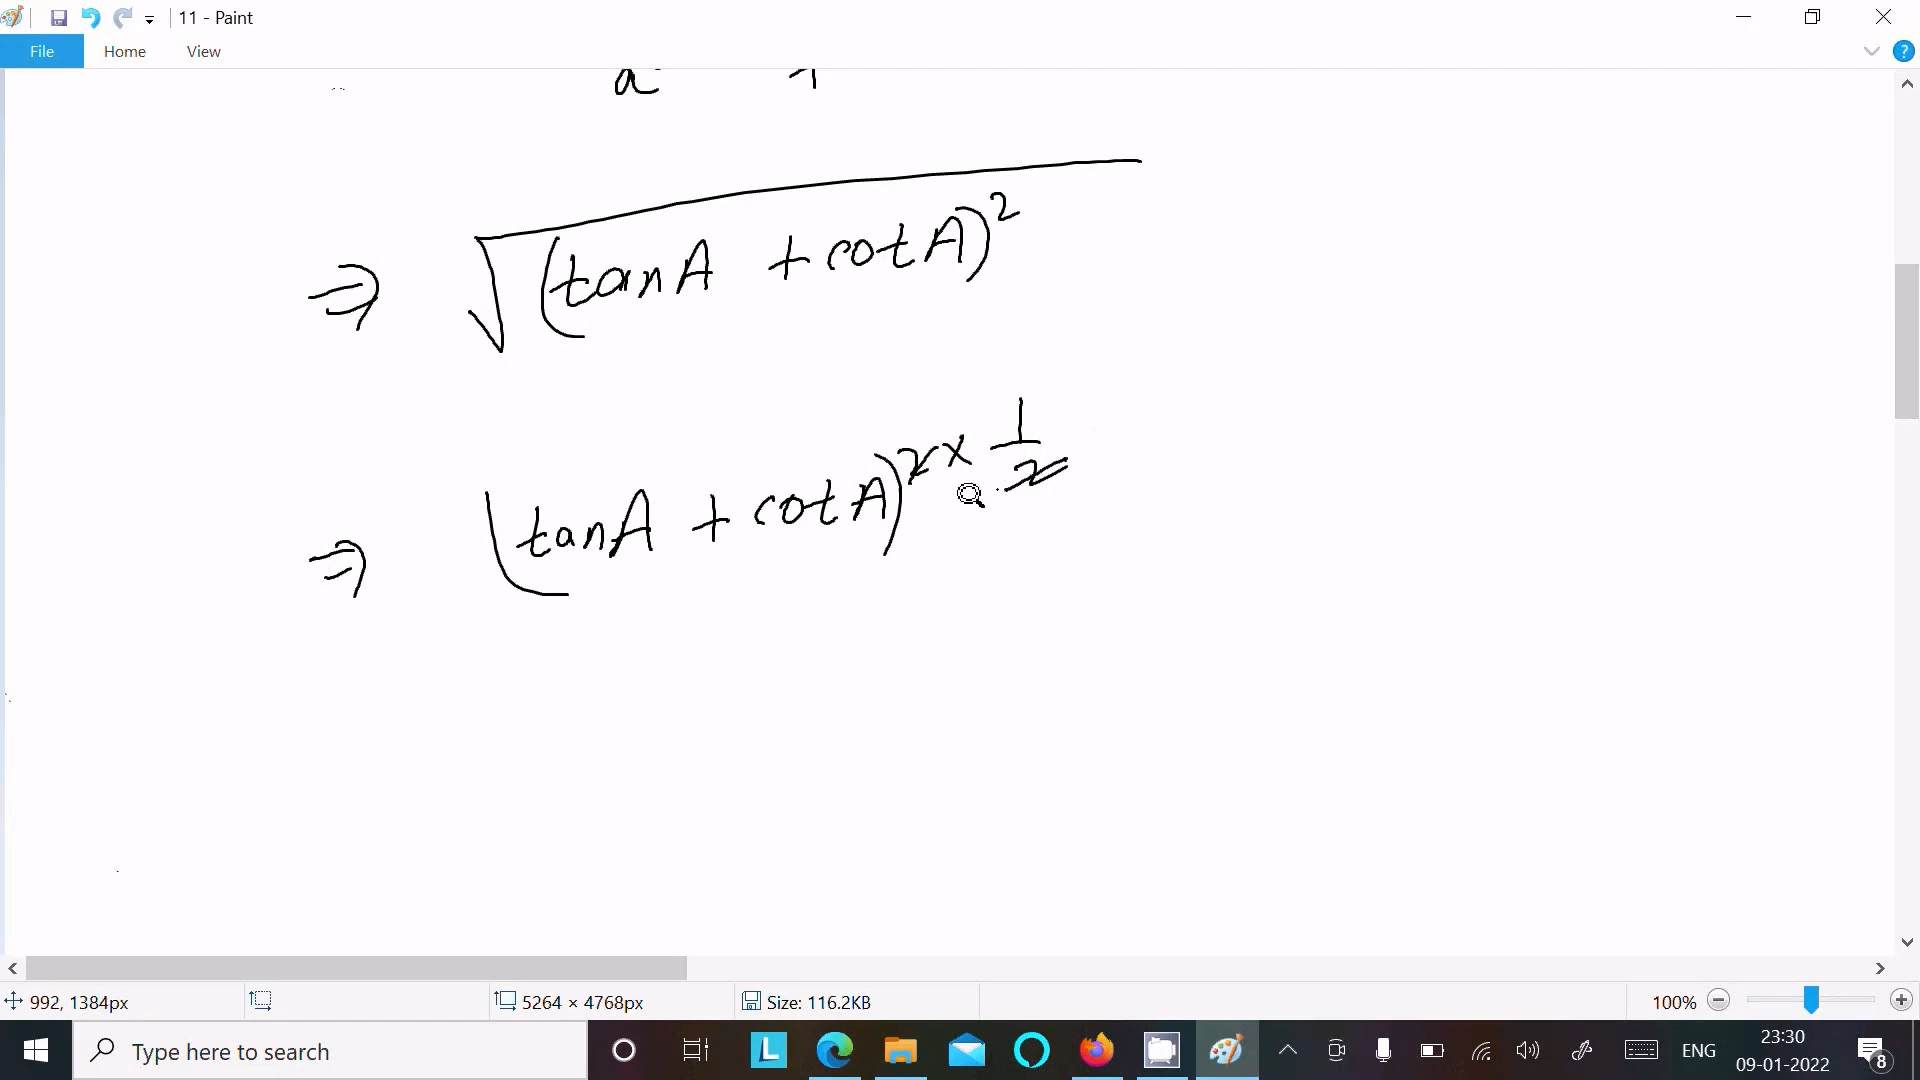 11 - Paint
File Home View
a
⇒ √(tanA + cotA)²
⇒ (tanA + cotA)^2 × 1/2
992, 1384px 5264 × 4768px Size: 116.2KB 100%
Type here to search L ENG 23:30
09-01-2022 8